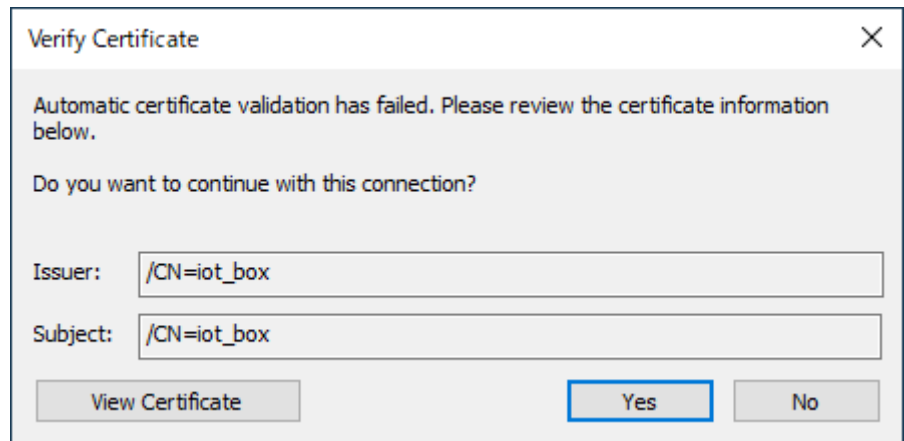 Verify Certificate
Automatic certificate validation has failed. Please review the certificate information
below.
Do you want to continue with this connection?
Issuer: /CN=iot_box
Subject: /CN=iot_box
View Certificate Yes No